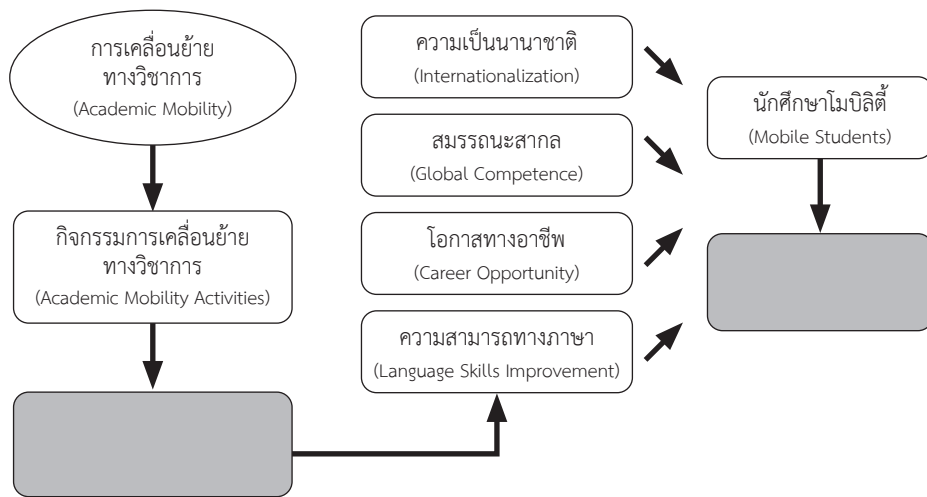 การเคลื่อนย้าย
ทางวิชาการ
(Academic Mobility)
กิจกรรมการเคลื่อนย้าย
ทางวิชาการ
(Academic Mobility Activities)
ความเป็นนานาชาติ
(Internationalization)
สมรรถนะสากล
(Global Competence)
โอกาสทางอาชีพ
(Career Opportunity)
ความสามารถทางภาษา
(Language Skills Improvement)
นักศึกษาโมบิลิตี้
(Mobile Students)